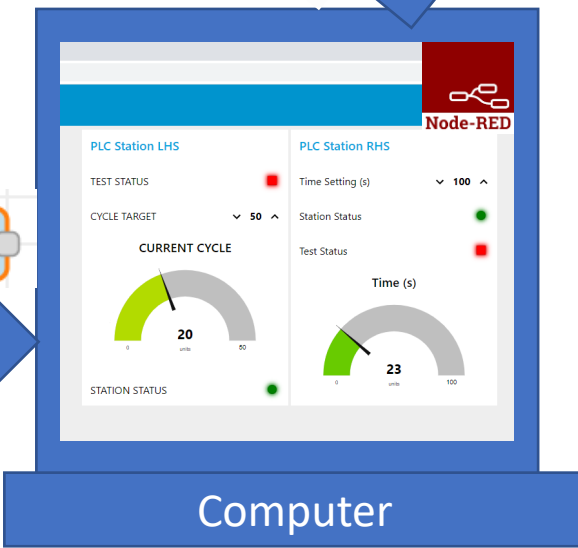 Node-RED
PLC Station LHS
TEST STATUS
CYCLE TARGET 50
CURRENT CYCLE
20
units
0 50
STATION STATUS
PLC Station RHS
Time Setting (s) 100
Station Status
Test Status
Time (s)
23
units
0 100
Computer